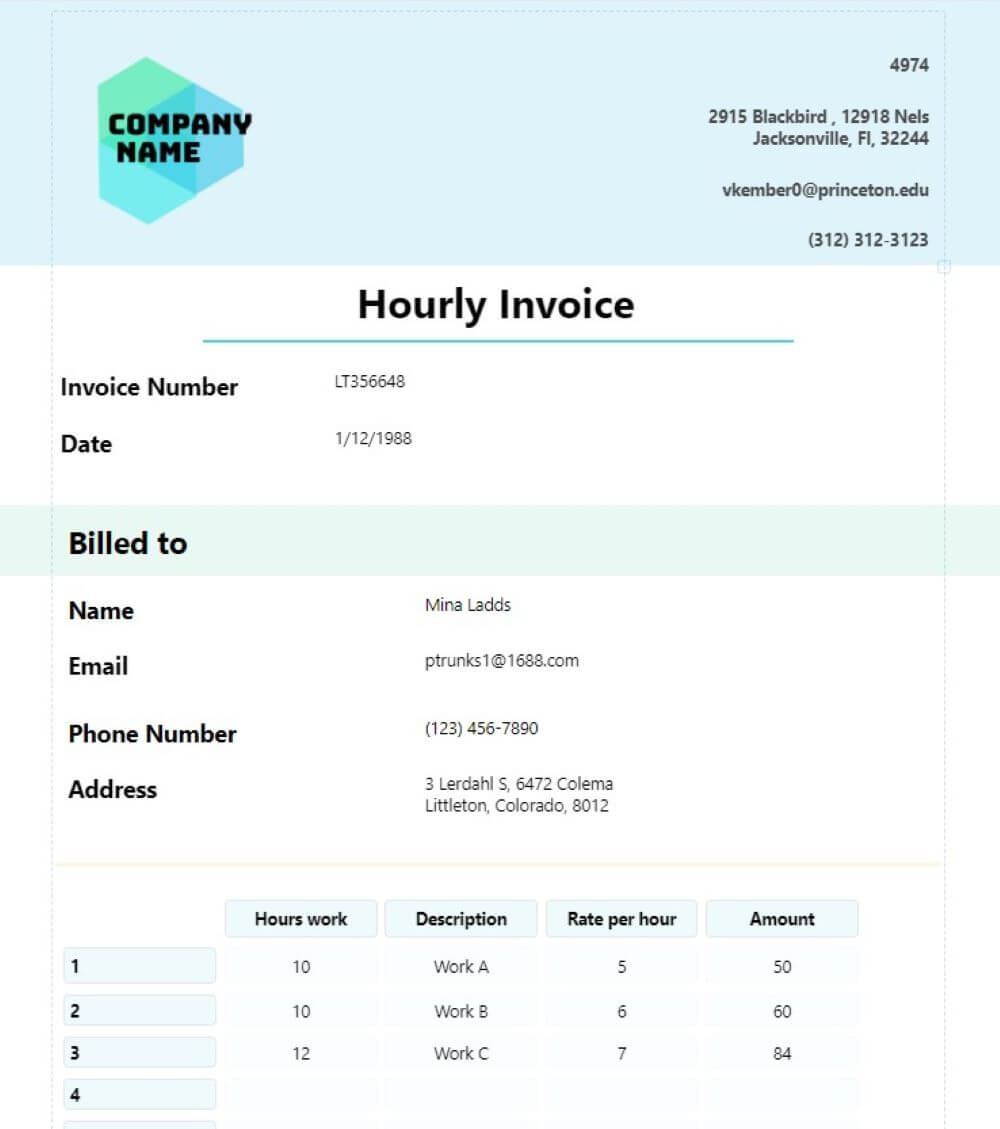 COMPANY
NAME
4974
2915 Blackbird , 12918 Nels
Jacksonville, Fl, 32244
vkember0@princeton.edu
(312) 312-3123
Hourly Invoice
Invoice Number LT356648
Date 1/12/1988
Billed to
Name Mina Ladds
Email ptrunks1@1688.com
Phone Number (123) 456-7890
Address 3 Lerdahl S, 6472 Colema
Littleton, Colorado, 8012
Hours work Description Rate per hour Amount
1 10 Work A 5 50
2 10 Work B 6 60
3 12 Work C 7 84
4